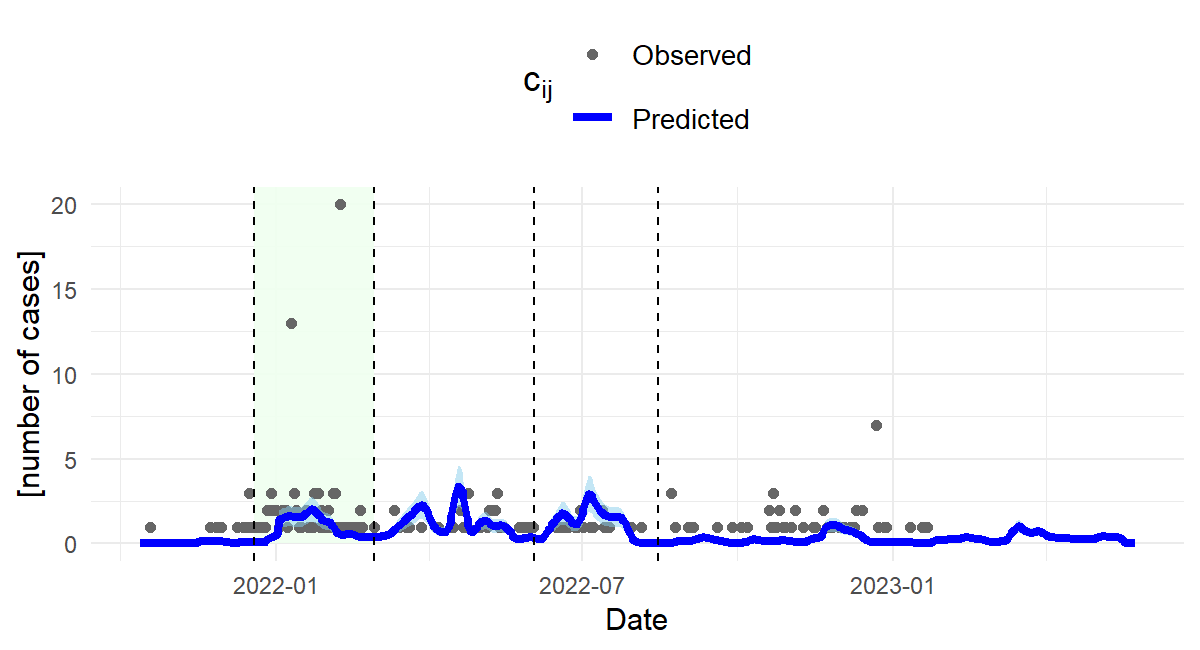 Observed
c_ij
Predicted
20
15
10
5
0
[number of cases]
2022-01
2022-07
2023-01
Date